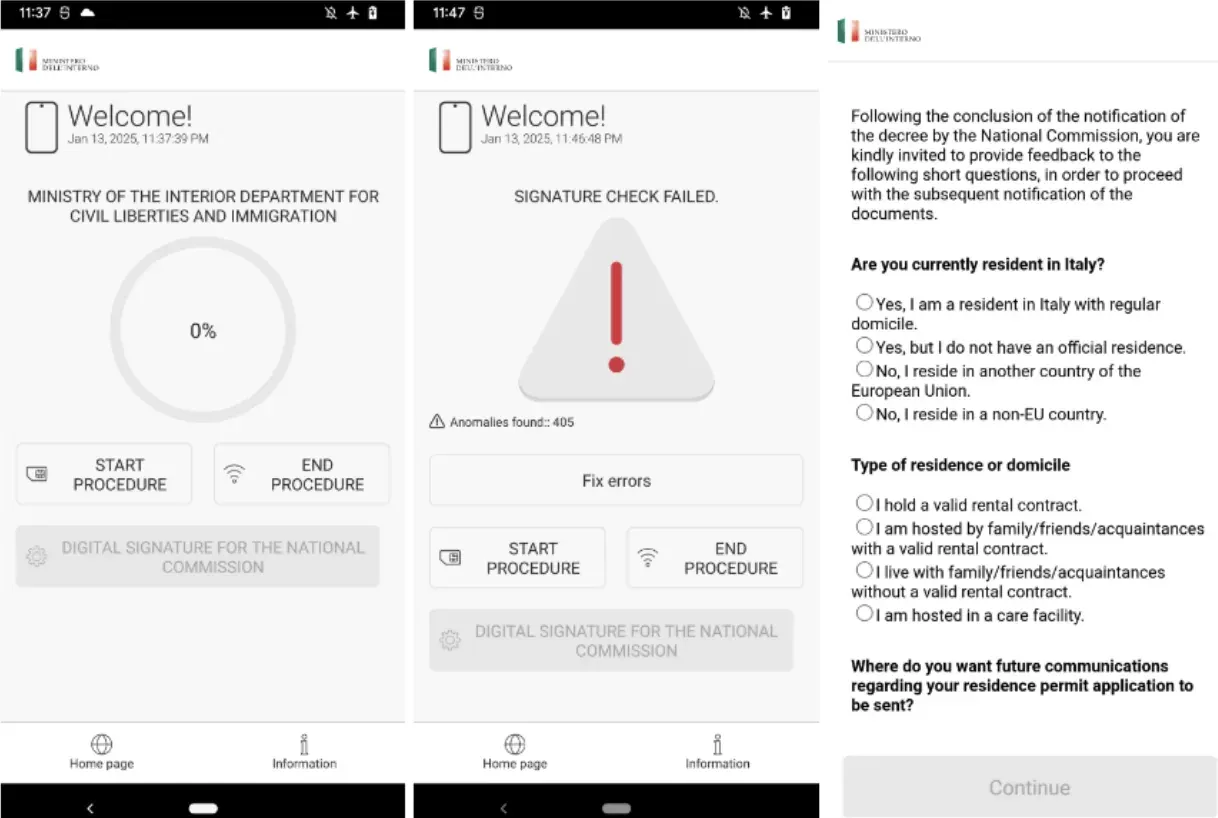 11:37
MINISTERO
DELL'INTERNO
Welcome!
Jan 13, 2025, 11:37:39 PM
MINISTRY OF THE INTERIOR DEPARTMENT FOR
CIVIL LIBERTIES AND IMMIGRATION
0%
START
PROCEDURE
END
PROCEDURE
DIGITAL SIGNATURE FOR THE NATIONAL
COMMISSION
Home page
Information
11:47
MINISTERO
DELL'INTERNO
Welcome!
Jan 13, 2025, 11:46:48 PM
SIGNATURE CHECK FAILED.
Anomalies found:: 405
Fix errors
START
PROCEDURE
END
PROCEDURE
DIGITAL SIGNATURE FOR THE NATIONAL
COMMISSION
Home page
Information
MINISTERO
DELL'INTERNO
Following the conclusion of the notification of
the decree by the National Commission, you are
kindly invited to provide feedback to the
following short questions, in order to proceed
with the subsequent notification of the
documents.
Are you currently resident in Italy?
Yes, I am a resident in Italy with regular
domicile.
Yes, but I do not have an official residence.
No, I reside in another country of the
European Union.
No, I reside in a non-EU country.
Type of residence or domicile
I hold a valid rental contract.
I am hosted by family/friends/acquaintances
with a valid rental contract.
I live with family/friends/acquaintances
without a valid rental contract.
I am hosted in a care facility.
Where do you want future communications
regarding your residence permit application to
be sent?
Continue